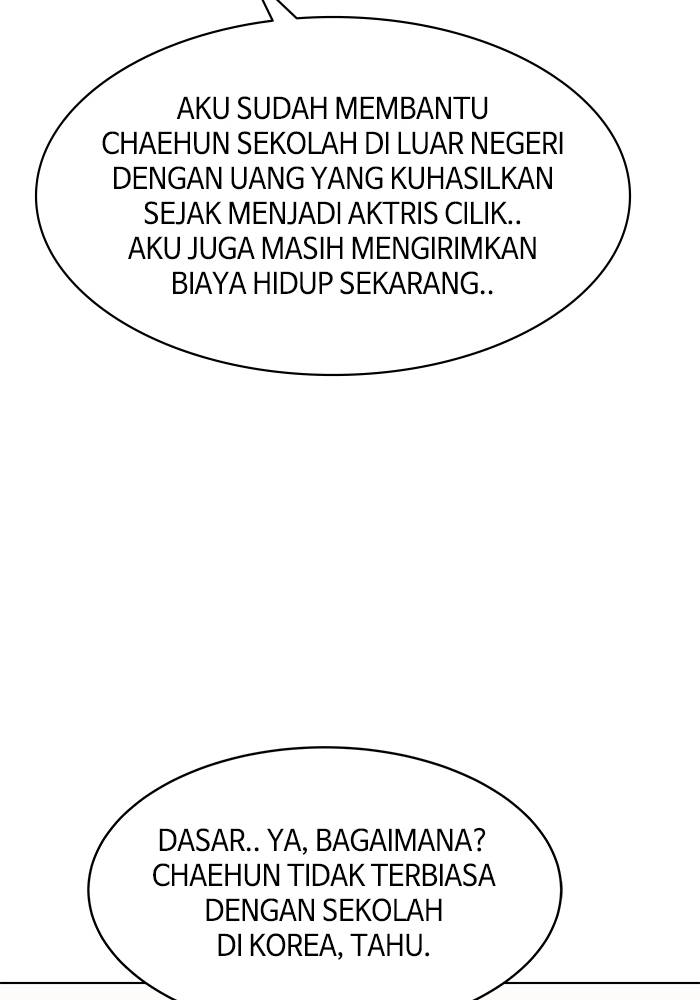 AKU SUDAH MEMBANTU
CHAEHUN SEKOLAH DI LUAR NEGERI
DENGAN UANG YANG KUHASILKAN
SEJAK MENJADI AKTRIS CILIK..
AKU JUGA MASIH MENGIRIMKAN
BIAYA HIDUP SEKARANG..
DASAR.. YA, BAGAIMANA?
CHAEHUN TIDAK TERBIASA
DENGAN SEKOLAH
DI KOREA, TAHU.